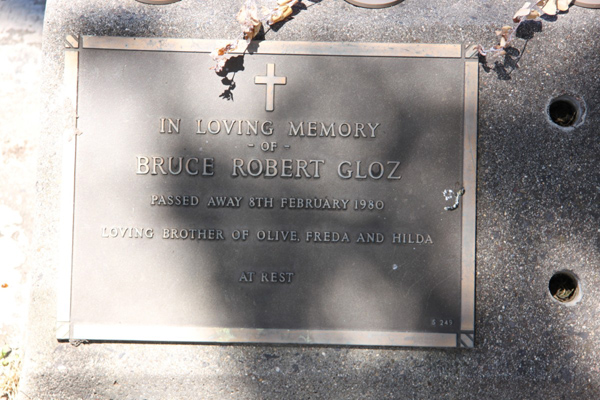 IN LOVING MEMORY
- OF -
BRUCE ROBERT GLOZ
PASSED AWAY 8TH FEBRUARY 1980
LOVING BROTHER OF OLIVE, FREDA AND HILDA
AT REST
B 241